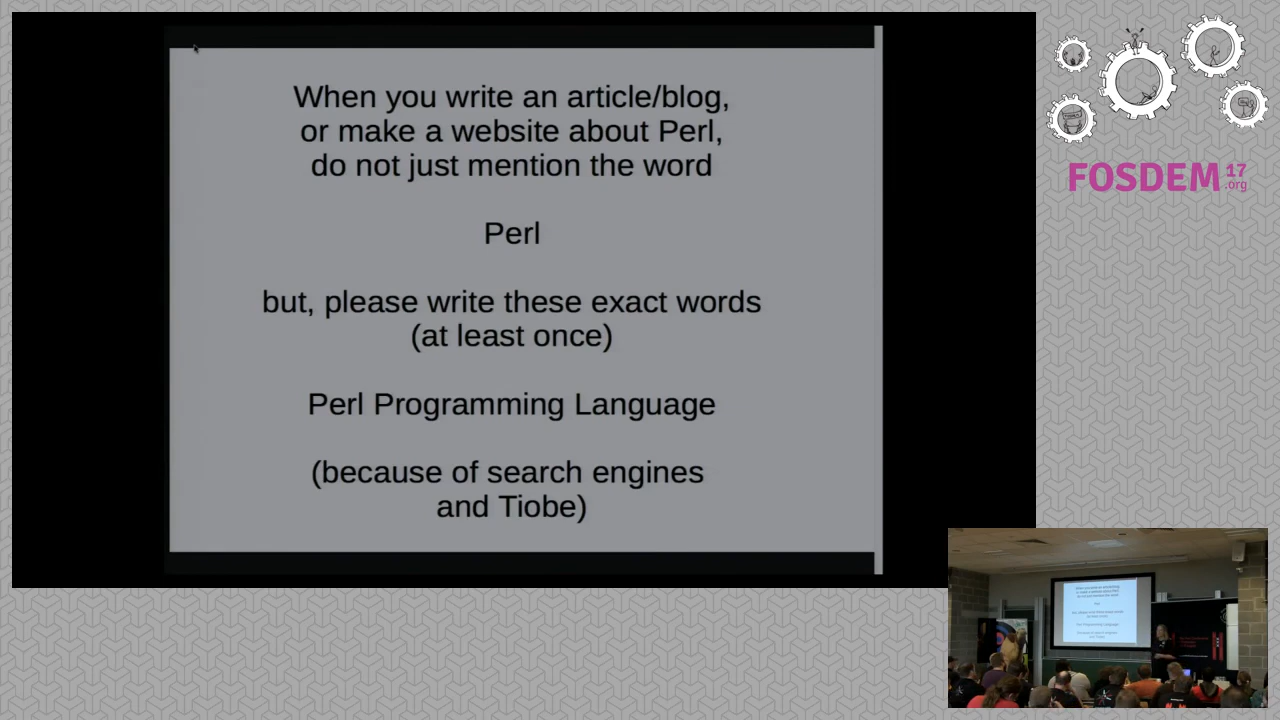 When you write an article/blog,
or make a website about Perl,
do not just mention the word
Perl
but, please write these exact words
(at least once)
Perl Programming Language
(because of search engines
and Tiobe)
FOSDEM 17
.org